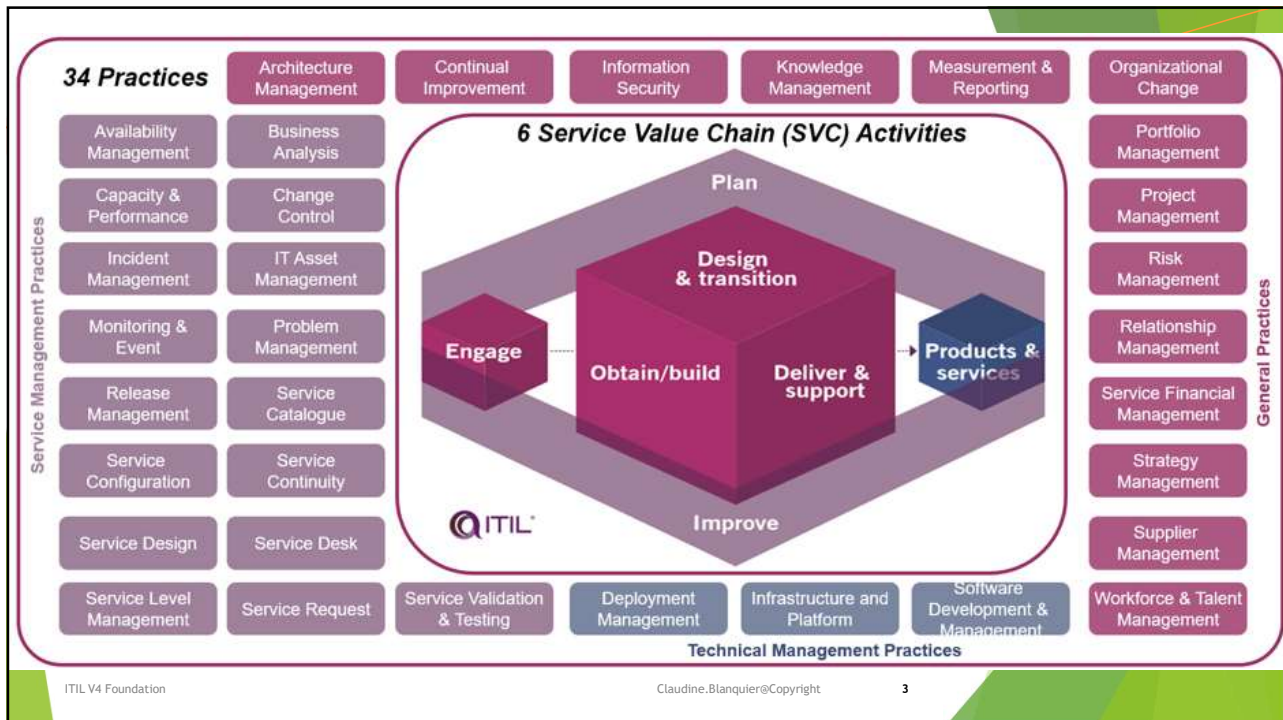 34 Practices
Architecture
Management
Continual
Improvement
Information
Security
Knowledge
Management
Measurement &
Reporting
Organizational
Change
Availability
Management
Business
Analysis
Capacity &
Performance
Change
Control
Incident
Management
IT Asset
Management
Monitoring &
Event
Problem
Management
Release
Management
Service
Catalogue
Service
Configuration
Service
Continuity
Service Design
Service Desk
Service Level
Management
Service Request
Service Validation
& Testing
Deployment
Management
Infrastructure and
Platform
Software
Development &
Management
Workforce & Talent
Management
Service Management Practices
6 Service Value Chain (SVC) Activities
Plan
Design
& transition
Engage
Obtain/build
Deliver &
support
Products &
services
Improve
ITIL®
Portfolio
Management
Project
Management
Risk
Management
Relationship
Management
Service Financial
Management
Strategy
Management
Supplier
Management
General Practices
Technical Management Practices
ITIL V4 Foundation
Claudine.Blanquier@Copyright
3